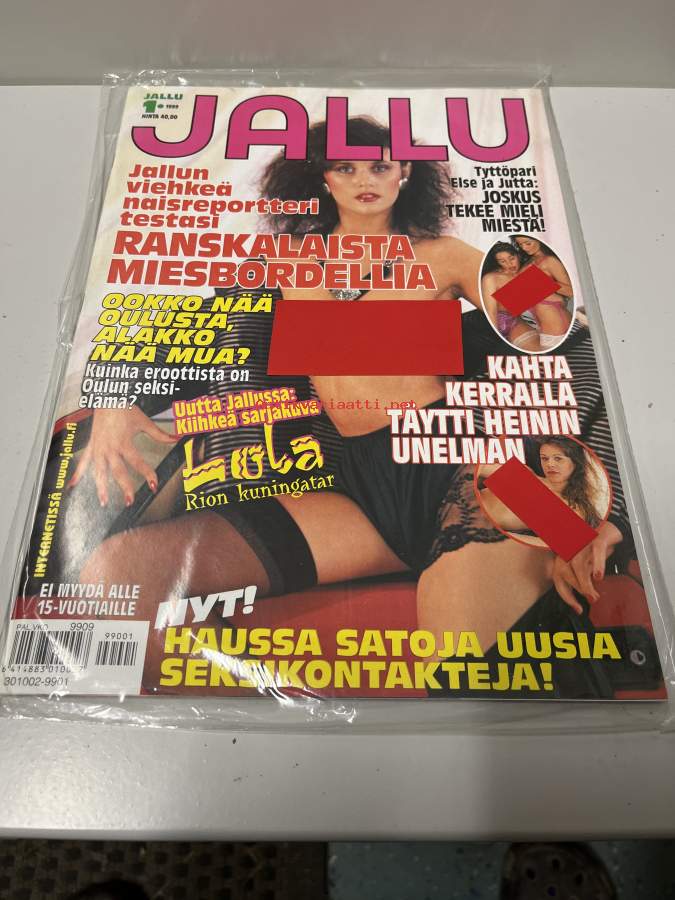 JALLU
1• 1999
HINTA 40,50
JALLU
Jallun
viehkeä
naisreportteri
testasi
RANSKALAISTA
MIESBORDELLIA
Tyttöpari
Else ja Jutta:
JOSKUS
TEKEE MIELI
MIESTÄ!
OOKKO NÄÄ
OULUSTA,
ALAKKO
NÄÄ MUA?
Kuinka eroottista on
Oulun seksi-
elämä?
Uutta Jallussa:
Kiihkeä sarjakuva
Lola
Rion kuningatar
KAHTA
KERRALLA
TÄYTTI HEININ
UNELMAN
INTERNETISSÄ www.jallu.fi
EI MYYDÄ ALLE
15-VUOTIAILLE
NYT!
HAUSSA SATOJA UUSIA
SEKSIKONTAKTEJA!
PAL.VKO 9909
99001
301002-9901